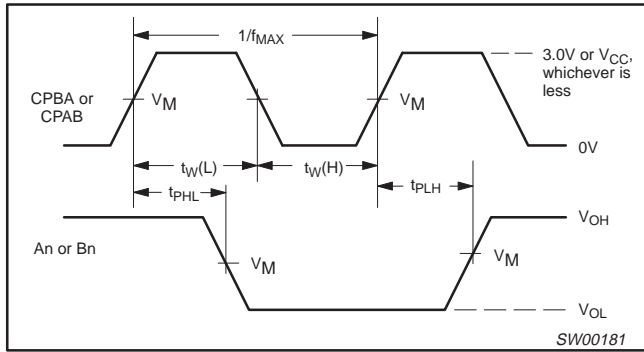 1/fMAX
3.0V or VCC,
whichever is
less
CPBA or
CPAB
VM
VM
0V
tW(L)
tW(H)
tPHL
tPLH
VOH
An or Bn
VM
VM
VOL
SW00181